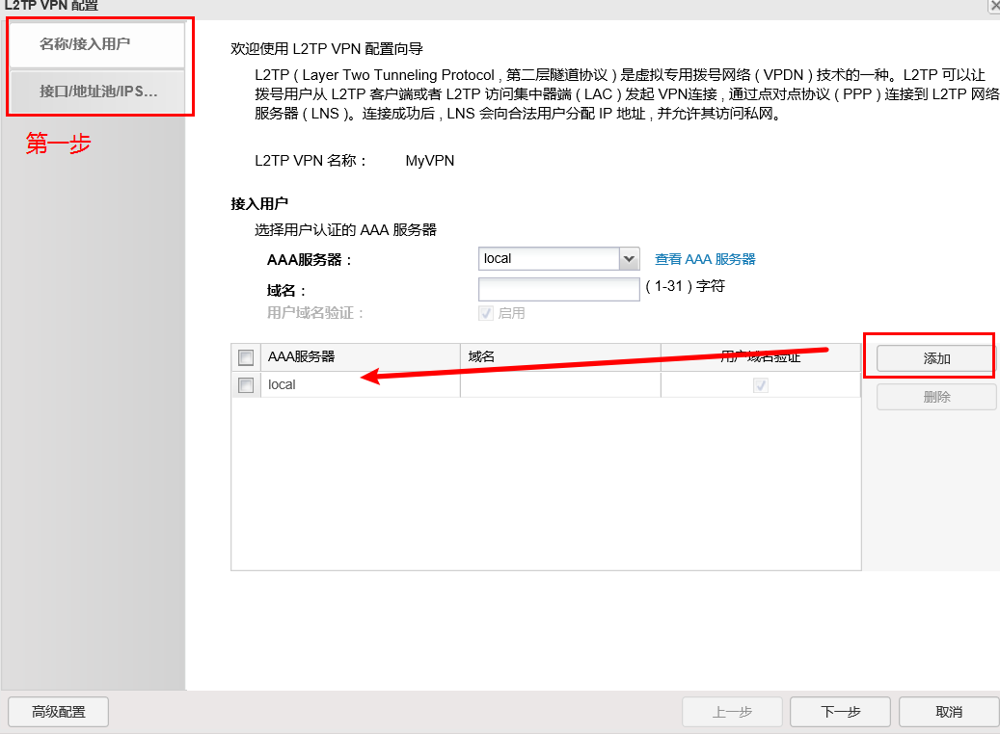 L2TP VPN 配置
名称/接入用户
接口/地址池/IPS...
第一步
欢迎使用 L2TP VPN 配置向导
L2TP ( Layer Two Tunneling Protocol , 第二层隧道协议 ) 是虚拟专用拨号网络 ( VPDN ) 技术的一种。L2TP 可以让
拨号用户从 L2TP 客户端或者 L2TP 访问集中器端 ( LAC ) 发起 VPN连接 , 通过点对点协议 ( PPP ) 连接到 L2TP 网络
服务器 ( LNS )。连接成功后 , LNS 会向合法用户分配 IP 地址 , 并允许其访问私网。
L2TP VPN 名称 : MyVPN
接入用户
选择用户认证的 AAA 服务器
AAA服务器 : local 查看 AAA 服务器
域名 : ( 1-31 ) 字符
用户域名验证 : 启用
AAA服务器 域名 用户域名验证 添加
local
删除
高级配置 上一步 下一步 取消